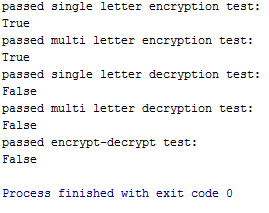 passed single letter encryption test:
True
passed multi letter encryption test:
True
passed single letter decryption test:
False
passed multi letter decryption test:
False
passed encrypt-decrypt test:
False
Process finished with exit code 0